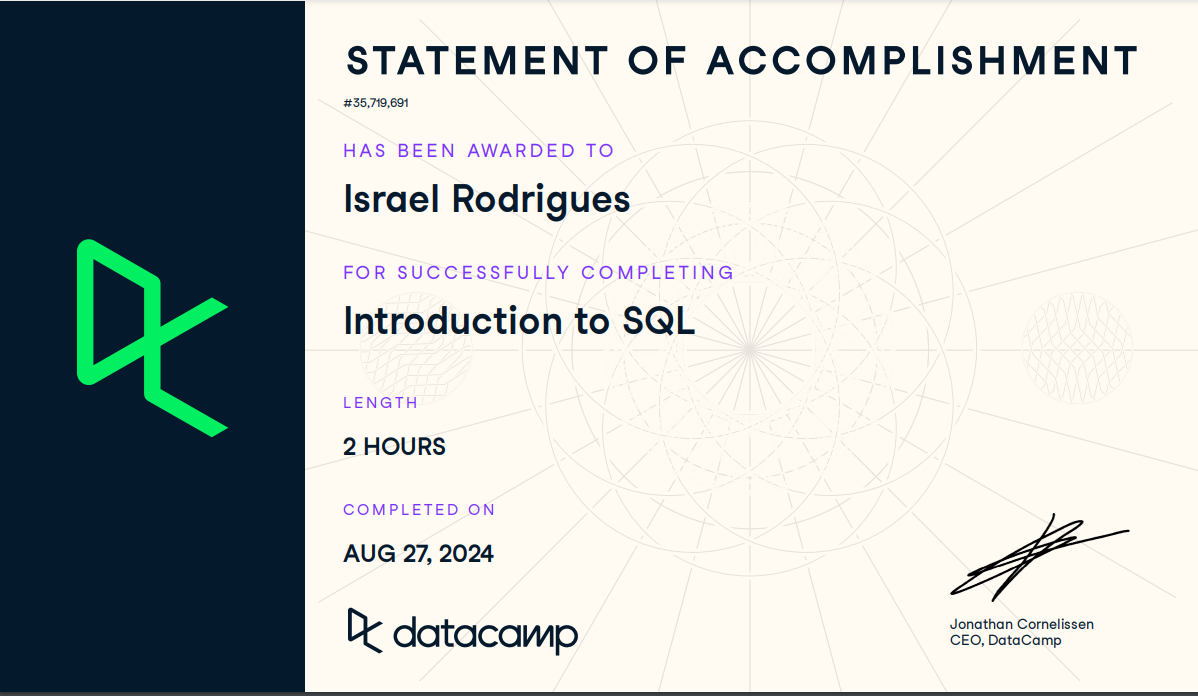 STATEMENT OF ACCOMPLISHMENT
#35,719,691
HAS BEEN AWARDED TO
Israel Rodrigues
FOR SUCCESSFULLY COMPLETING
Introduction to SQL
LENGTH
2 HOURS
COMPLETED ON
AUG 27, 2024
datacamp
Jonathan Cornelissen
CEO, DataCamp